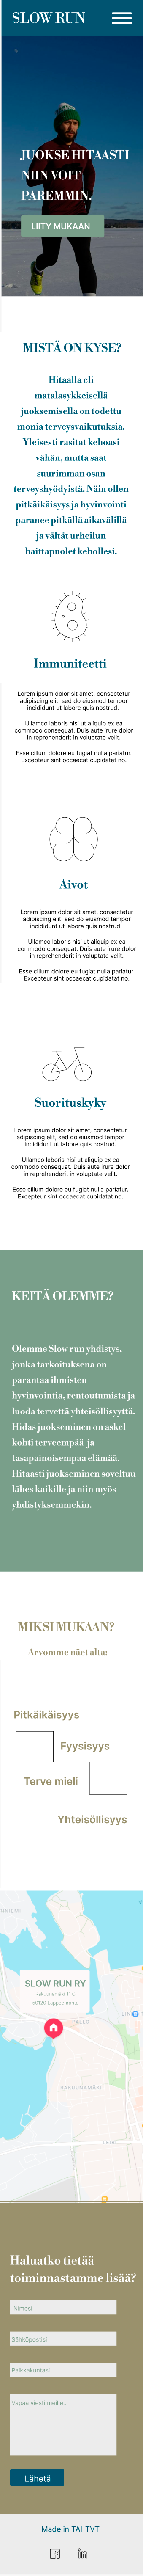 SLOW RUN
JUOKSE HITAASTI
NIIN VOIT
PAREMMIN.
LIITY MUKAAN
MISTÄ ON KYSE?
Hitaalla eli
matalasykkeisellä
juoksemisella on todettu
monia terveysvaikutuksia.
Yleisesti rasitat kehoasi
vähän, mutta saat
suurimman osan
terveyshyödyistä. Näin ollen
pitkäikäisyys ja hyvinvointi
paranee pitkällä aikavälillä
ja vältät urheilun
haittapuolet kehollesi.
Immuniteetti
Lorem ipsum dolor sit amet, consectetur
adipiscing elit, sed do eiusmod tempor
incididunt ut labore quis nostrud.
Ullamco laboris nisi ut aliquip ex ea
commodo consequat. Duis aute irure dolor
in reprehenderit in voluptate velit.
Esse cillum dolore eu fugiat nulla pariatur.
Excepteur sint occaecat cupidatat no.
Aivot
Lorem ipsum dolor sit amet, consectetur
adipiscing elit, sed do eiusmod tempor
incididunt ut labore quis nostrud.
Ullamco laboris nisi ut aliquip ex ea
commodo consequat. Duis aute irure dolor
in reprehenderit in voluptate velit.
Esse cillum dolore eu fugiat nulla pariatur.
Excepteur sint occaecat cupidatat no.
Suorituskyky
Lorem ipsum dolor sit amet, consectetur
adipiscing elit, sed do eiusmod tempor
incididunt ut labore quis nostrud.
Ullamco laboris nisi ut aliquip ex ea
commodo consequat. Duis aute irure dolor
in reprehenderit in voluptate velit.
Esse cillum dolore eu fugiat nulla pariatur.
Excepteur sint occaecat cupidatat no.
KEITÄ OLEMME?
Olemme Slow run yhdistys,
jonka tarkoituksena on
parantaa ihmisten
hyvinvointia, rentoutumista ja
luoda tervettä yhteisöllisyyttä.
Hidas juokseminen on askel
kohti terveempää ja
tasapainoisempaa elämää.
Hitaasti juokseminen soveltuu
lähes kaikille ja niin myös
yhdistyksemmekin.
MIKSI MUKAAN?
Arvomme näet alta:
Pitkäikäisyys
Fyysisyys
Terve mieli
Yhteisöllisyys
SLOW RUN RY
53120 Lappeenranta
PALLO
RAKUUNAMÄKI
LEIRI
Haluatko tietää
toiminnastamme lisää?
Nimesi
Sähköpostisi
Paikkakuntasi
Vapaa viesti meille..
Lähetä
Made in TAI-TVT